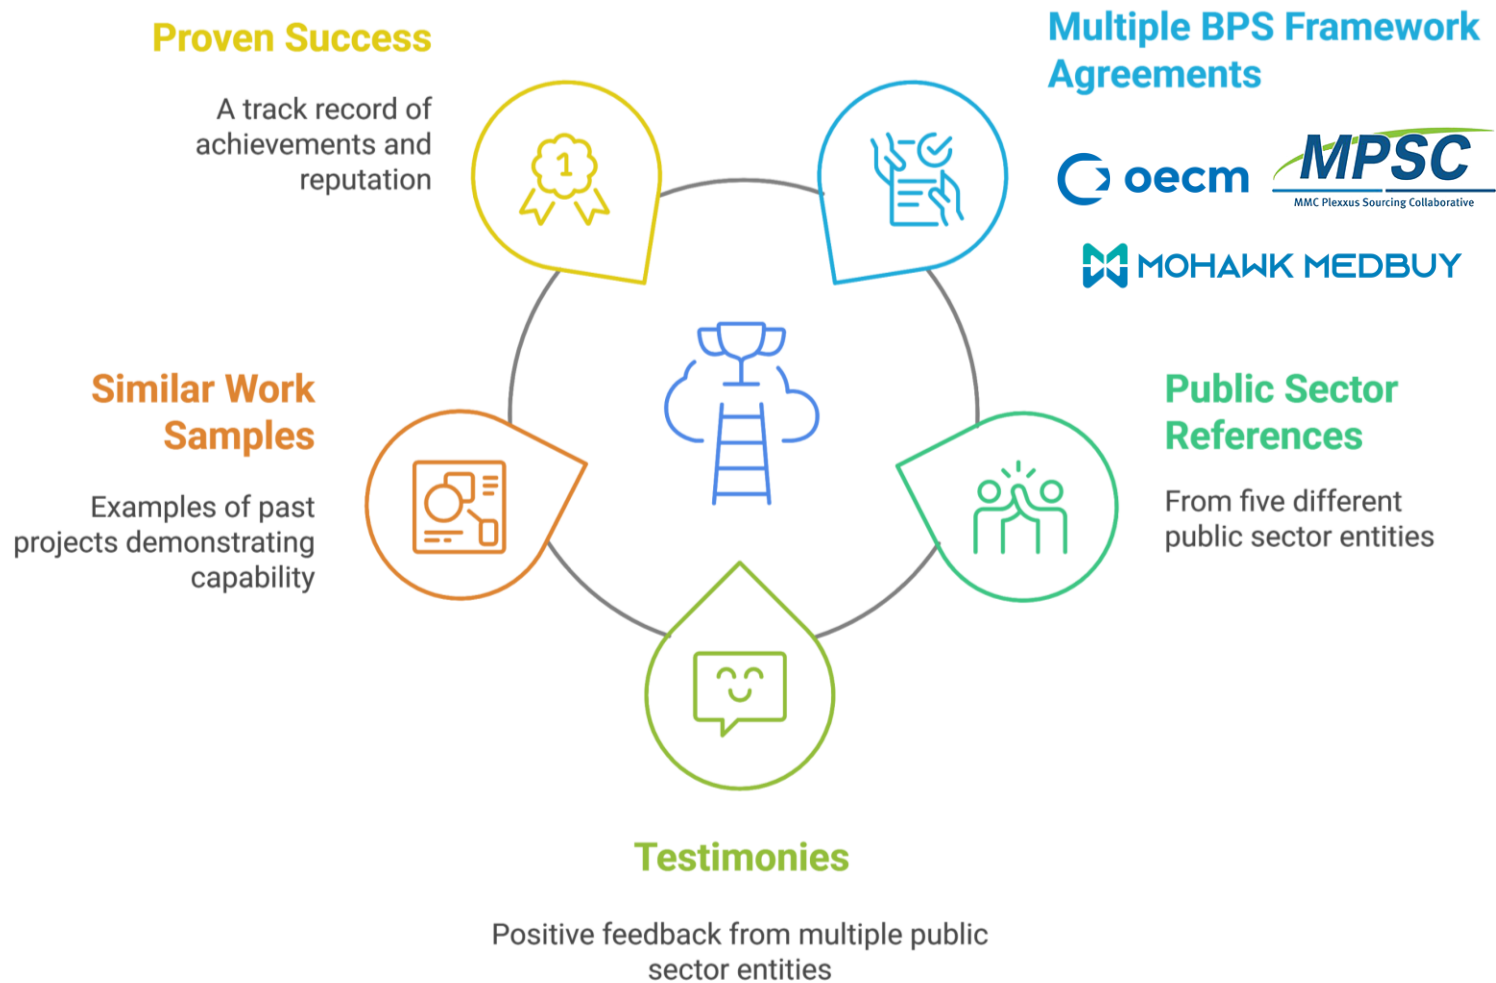 Proven Success
A track record of
achievements and
reputation
1
Multiple BPS Framework
Agreements
oecm
MPSC
MMC Plexxus Sourcing Collaborative
MOHAWK MEDBUY
Similar Work
Samples
Examples of past
projects demonstrating
capability
Public Sector
References
From five different
public sector entities
Testimonies
Positive feedback from multiple public
sector entities